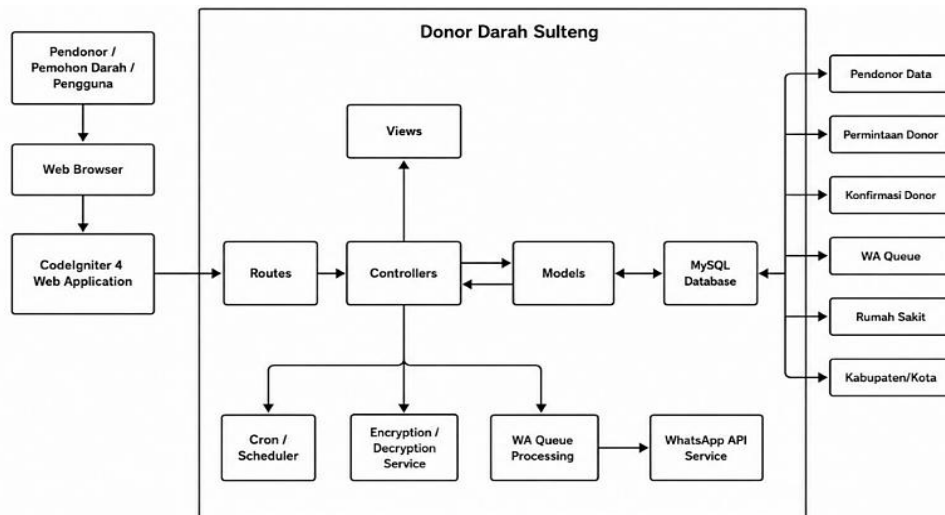 Donor Darah Sulteng
Pendonor /
Pemohon Darah /
Pengguna
Web Browser
CodeIgniter 4
Web Application
Views
Routes
Controllers
Models
MySQL
Database
Cron /
Scheduler
Encryption /
Decryption
Service
WA Queue
Processing
WhatsApp API
Service
Pendonor Data
Permintaan Donor
Konfirmasi Donor
WA Queue
Rumah Sakit
Kabupaten/Kota